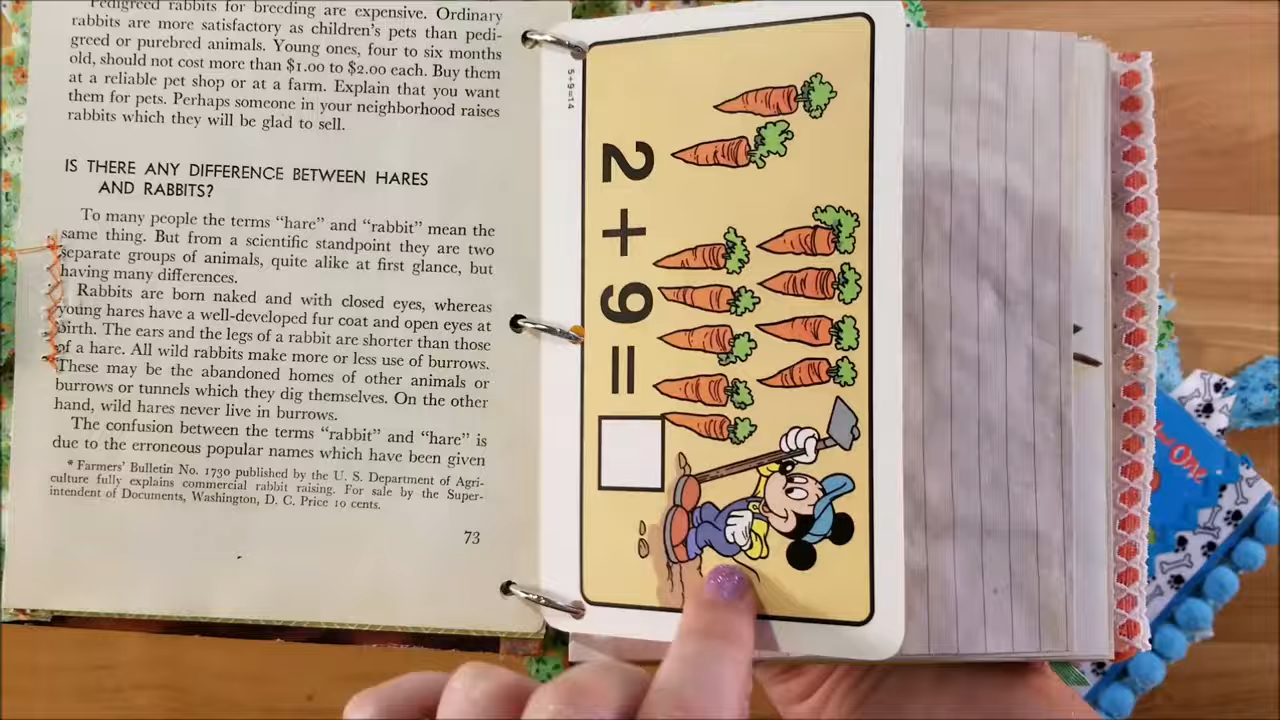 Pedigreed rabbits for breeding are expensive. Ordinary
rabbits are more satisfactory as children's pets than pedi-
greed or purebred animals. Young ones, four to six months
old, should not cost more than $1.00 to $2.00 each. Buy them
at a reliable pet shop or at a farm. Explain that you want
them for pets. Perhaps someone in your neighborhood raises
rabbits which they will be glad to sell.
IS THERE ANY DIFFERENCE BETWEEN HARES
AND RABBITS?
To many people the terms "hare" and "rabbit" mean the
same thing. But from a scientific standpoint they are two
separate groups of animals, quite alike at first glance, but
having many differences.
Rabbits are born naked and with closed eyes, whereas
young hares have a well-developed fur coat and open eyes at
birth. The ears and the legs of a rabbit are shorter than those
of a hare. All wild rabbits make more or less use of burrows.
These may be the abandoned homes of other animals or
burrows or tunnels which they dig themselves. On the other
hand, wild hares never live in burrows.
The confusion between the terms "rabbit" and "hare" is
due to the erroneous popular names which have been given
* Farmers' Bulletin No. 1730 published by the U. S. Department of Agri-
culture fully explains commercial rabbit raising. For sale by the Super-
intendent of Documents, Washington, D. C. Price 10 cents.
73
5+9=14
2+9=